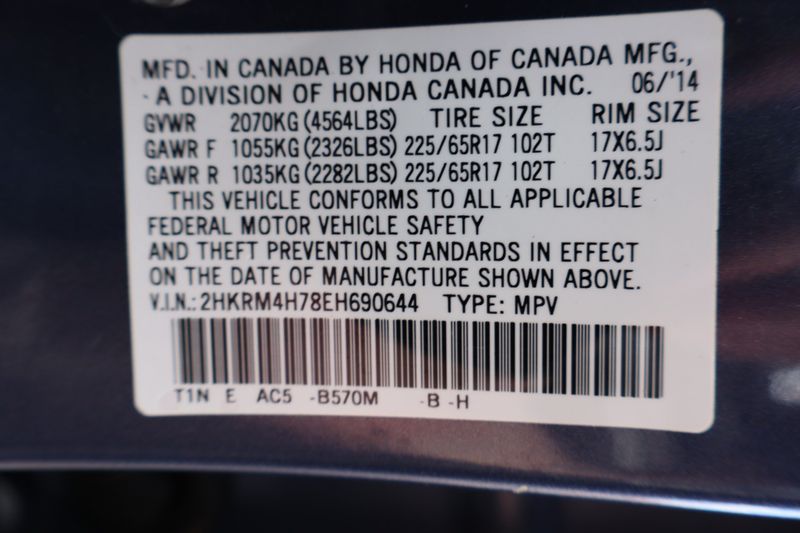 MFD. IN CANADA BY HONDA OF CANADA MFG.,
A DIVISION OF HONDA CANADA INC. 06/'14
GVWR 2070KG (4564LBS) TIRE SIZE RIM SIZE
GAWR F 1055KG (2326LBS) 225/65R17 102T 17X6.5J
GAWR R 1035KG (2282LBS) 225/65R17 102T 17X6.5J
THIS VEHICLE CONFORMS TO ALL APPLICABLE
FEDERAL MOTOR VEHICLE SAFETY
AND THEFT PREVENTION STANDARDS IN EFFECT
ON THE DATE OF MANUFACTURE SHOWN ABOVE.
V.I.N.: 2HKRM4H78EH690644 TYPE: MPV
T1N E AC5 -B570M -B -H